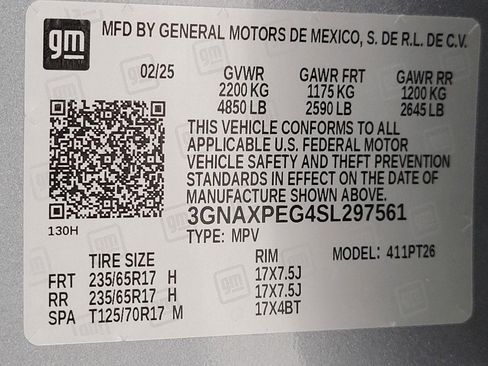 gm
MFD BY GENERAL MOTORS DE MEXICO, S. DE R.L. DE C.V.
02/25 GVWR GAWR FRT GAWR RR
2200 KG 1175 KG 1200 KG
4850 LB 2590 LB 2645 LB
THIS VEHICLE CONFORMS TO ALL
APPLICABLE U.S. FEDERAL MOTOR
VEHICLE SAFETY AND THEFT PREVENTION
STANDARDS IN EFFECT ON THE DATE OF
MANUFACTURE SHOWN ABOVE.
3GNAXPEG4SL297561
130H
TYPE: MPV MODEL: 411PT26
TIRE SIZE RIM
FRT 235/65R17 H 17X7.5J
RR 235/65R17 H 17X7.5J
SPA T125/70R17 M 17X4BT